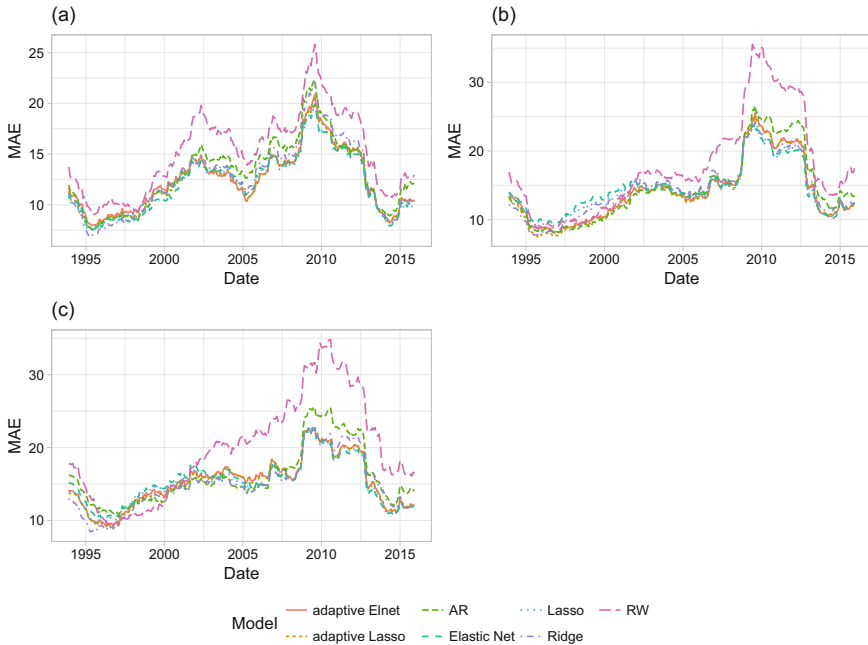 (a)
25
20
15
10
MAE
1995 2000 2005 2010 2015
Date
(b)
30
20
10
MAE
1995 2000 2005 2010 2015
Date
(c)
30
20
10
MAE
1995 2000 2005 2010 2015
Date
Model
adaptive Elnet AR Lasso RW
adaptive Lasso Elastic Net Ridge